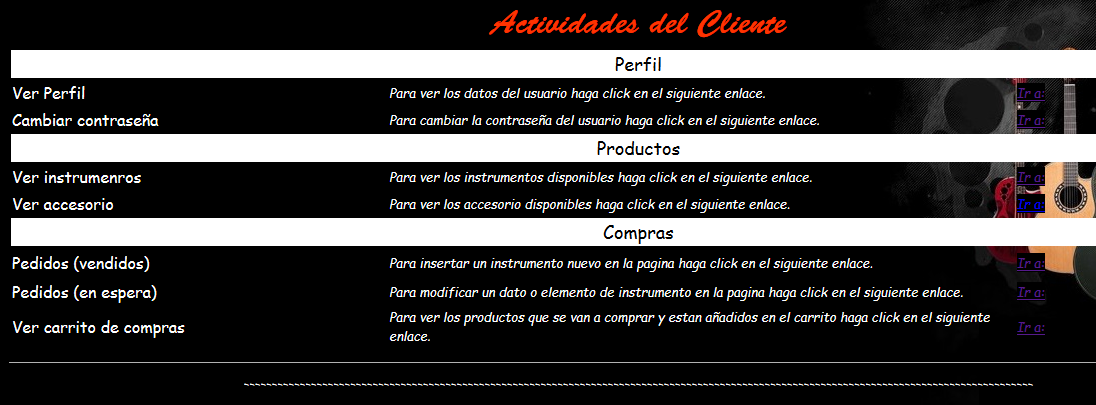 Actividades del Cliente
Perfil
Ver Perfil Para ver los datos del usuario haga click en el siguiente enlace. Ir a:
Cambiar contraseña Para cambiar la contraseña del usuario haga click en el siguiente enlace. Ir a:
Productos
Ver instrumenros Para ver los instrumentos disponibles haga click en el siguiente enlace. Ir a:
Ver accesorio Para ver los accesorio disponibles haga click en el siguiente enlace. Ir a:
Compras
Pedidos (vendidos) Para insertar un instrumento nuevo en la pagina haga click en el siguiente enlace. Ir a:
Pedidos (en espera) Para modificar un dato o elemento de instrumento en la pagina haga click en el siguiente enlace. Ir a:
Ver carrito de compras Para ver los productos que se van a comprar y estan añadidos en el carrito haga click en el siguiente
enlace. Ir a: